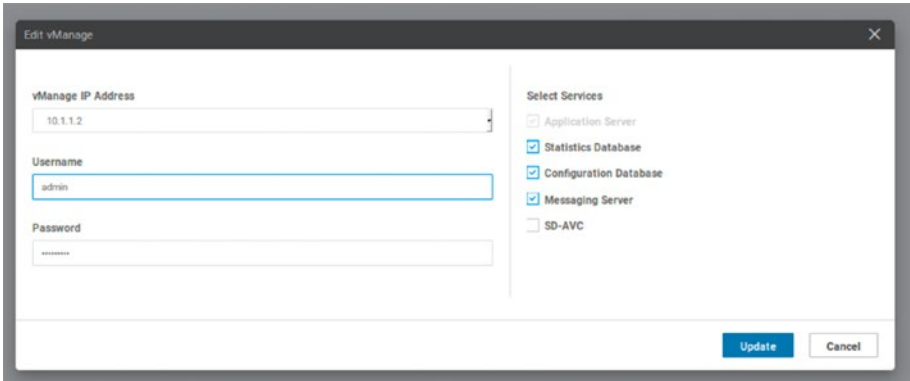 Edit vManage
vManage IP Address
10.1.1.2
Username
admin
Password
•••••••••
Select Services
Application Server
Statistics Database
Configuration Database
Messaging Server
SD-AVC
Update
Cancel